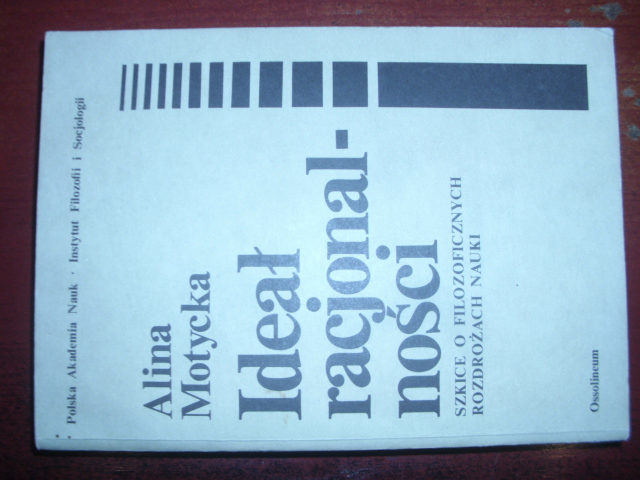 Polska Akademia Nauk · Instytut Filozofii i Socjologii
Alina
Motycka
Ideał
racjonal-
ności
SZKICE O FILOZOFICZNYCH
ROZDROŻACH NAUKI
Ossolineum